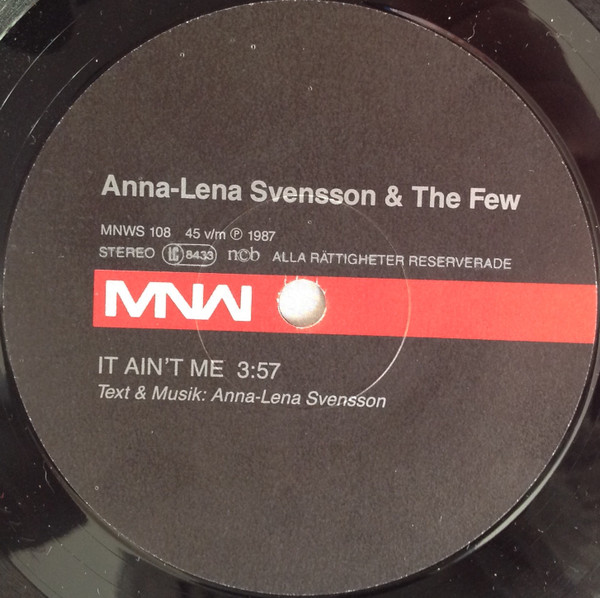 Anna-Lena Svensson & The Few
MNWS 108 45 v/m Ⓟ 1987
STEREO LC 8433 n©b ALLA RÄTTIGHETER RESERVERADE
MNW
IT AIN'T ME 3:57
Text & Musik: Anna-Lena Svensson